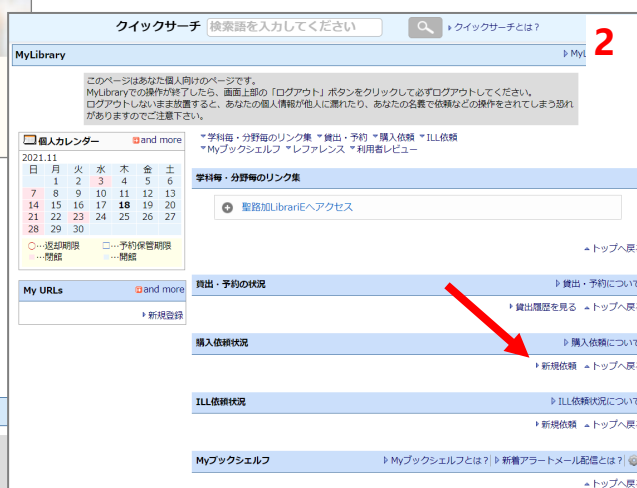 クイックサーチ 検索語を入力してください クイックサーチとは？
2
MyLibrary
このページはあなた個人向けのページです。
MyLibraryでの操作が終了したら、画面上部の「ログアウト」ボタンをクリックして必ずログアウトしてください。
ログアウトしないまま放置すると、あなたの個人情報が他人に漏れたり、あなたの名義で依頼などの操作をされてしまう恐れ
がありますのでご注意下さい。
個人カレンダー and more
2021.11
日 月 火 水 木 金 土
1 2 3 4 5 6
7 8 9 10 11 12 13
14 15 16 17 18 19 20
21 22 23 24 25 26 27
28 29 30
○…返却期限 □…予約保管期限
…閉館 …開館
My URLs and more
新規登録
学科毎・分野毎のリンク集 貸出・予約 購入依頼 ILL依頼
Myブックシェルフ レファレンス 利用者レビュー
学科毎・分野毎のリンク集
聖路加LibrariEへアクセス
トップへ戻
貸出・予約の状況 貸出・予約につい
貸出履歴を見る トップへ戻
購入依頼状況 購入依頼につい
新規依頼 トップへ戻
ILL依頼状況 ILL依頼状況につい
新規依頼 トップへ戻
Myブックシェルフ Myブックシェルフとは？ 新着アラートメール配信とは？
トップへ戻